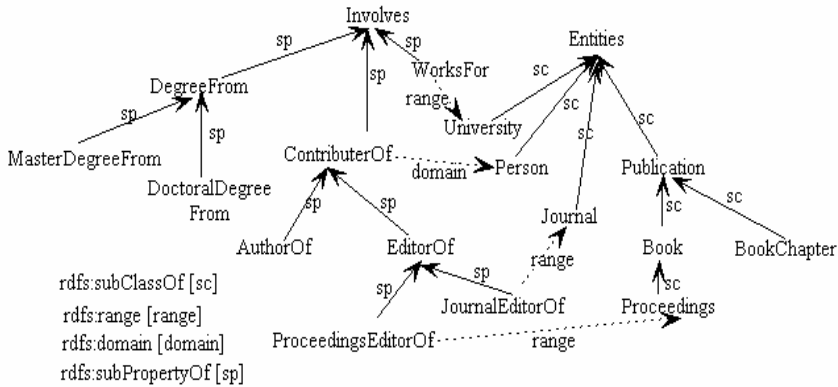 Involves
Entities
sp
sp
sp
DegreeFrom
WorksFor
sc
range
sc
sp
University
sc
sc
sp
MasterDegreeFrom
ContributerOf
domain
Person
Publication
DoctoralDegree
From
sp
sp
Journal
sc
sc
AuthorOf
EditorOf
range
Book
BookChapter
rdfs:subClassOf [sc]
sp
sp
JournalEditorOf
sc
Proceedings
rdfs:range [range]
ProceedingsEditorOf
range
rdfs:domain [domain]
rdfs:subPropertyOf [sp]